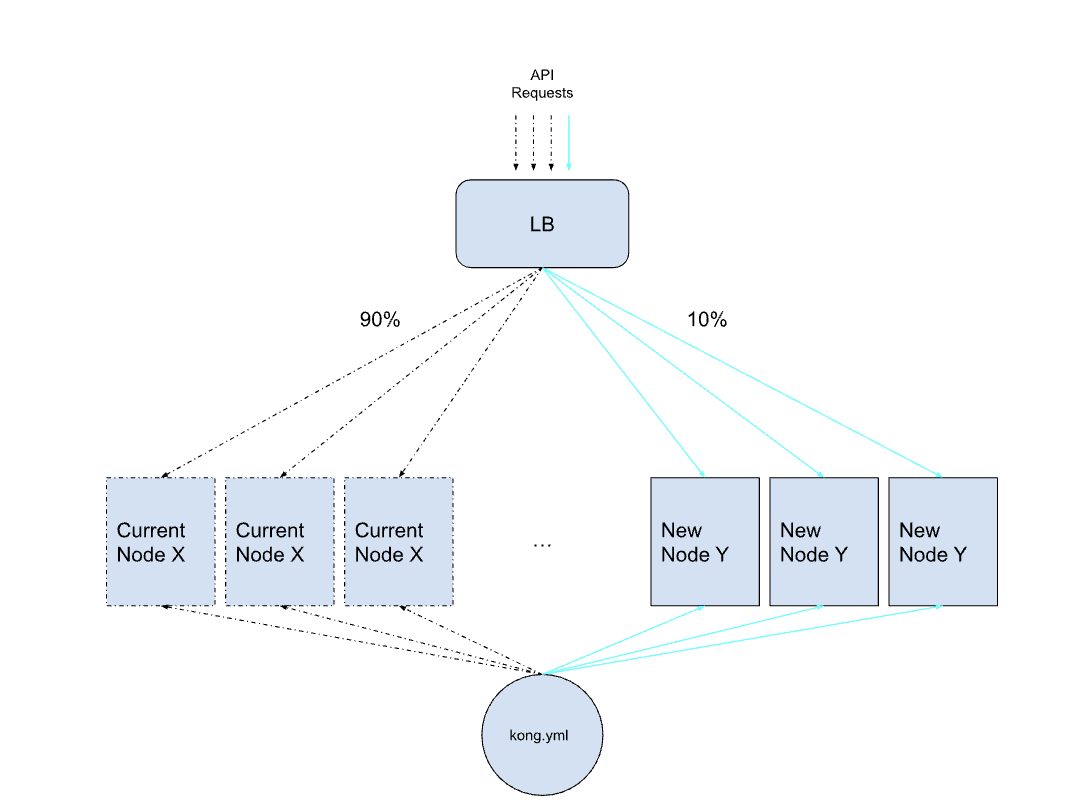 API
Requests
LB
90%
10%
Current
Node X
Current
Node X
Current
Node X
...
New
Node Y
New
Node Y
New
Node Y
kong.yml